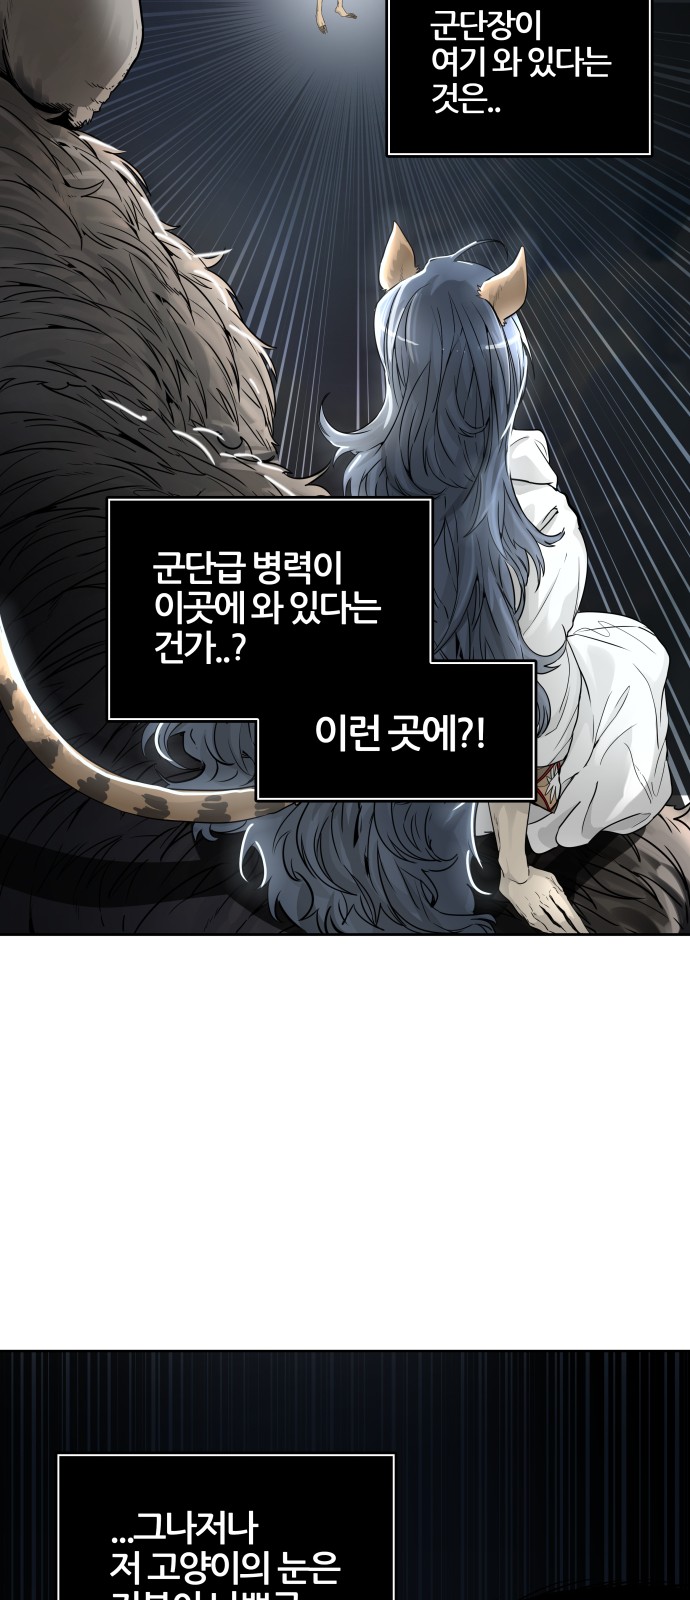 군단장이
여기 와 있다는
것은..
군단급 병력이
이곳에 와 있다는
건가..?
이런 곳에?!
...그나저나
저 고양이의 눈은